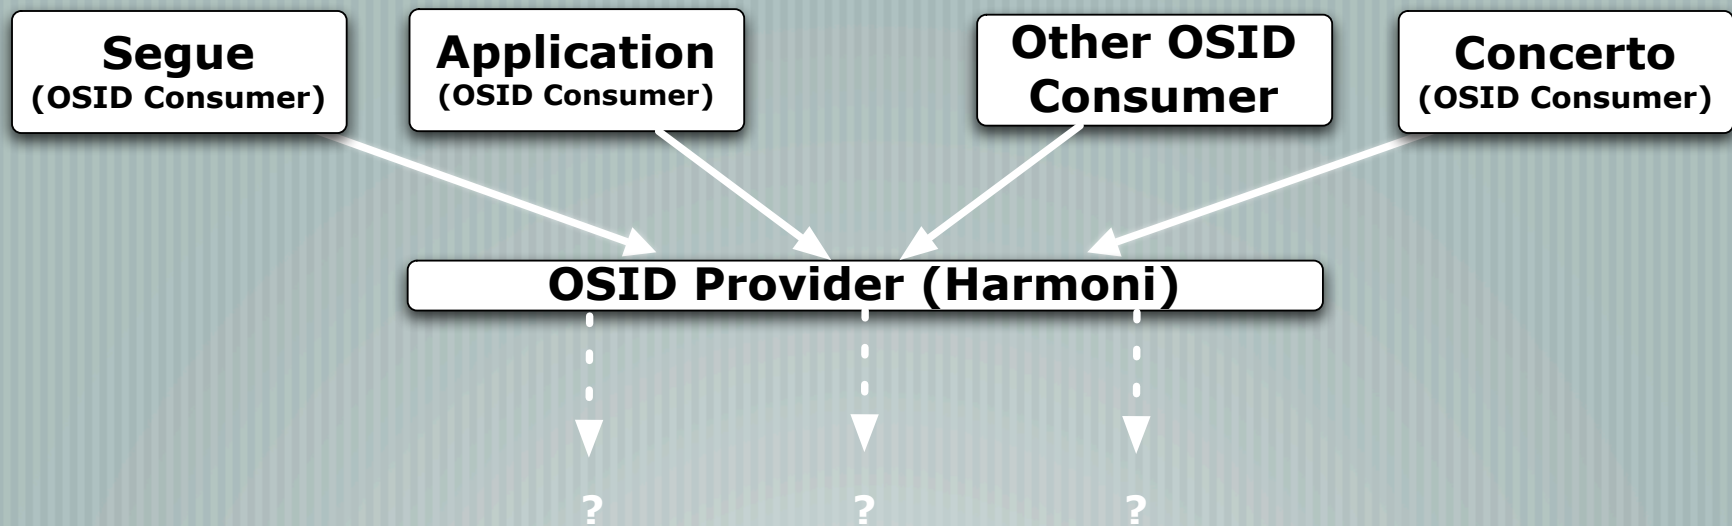 Segue
(OSID Consumer)
Application
(OSID Consumer)
Other OSID
Consumer
Concerto
(OSID Consumer)
OSID Provider (Harmoni)
?
?
?